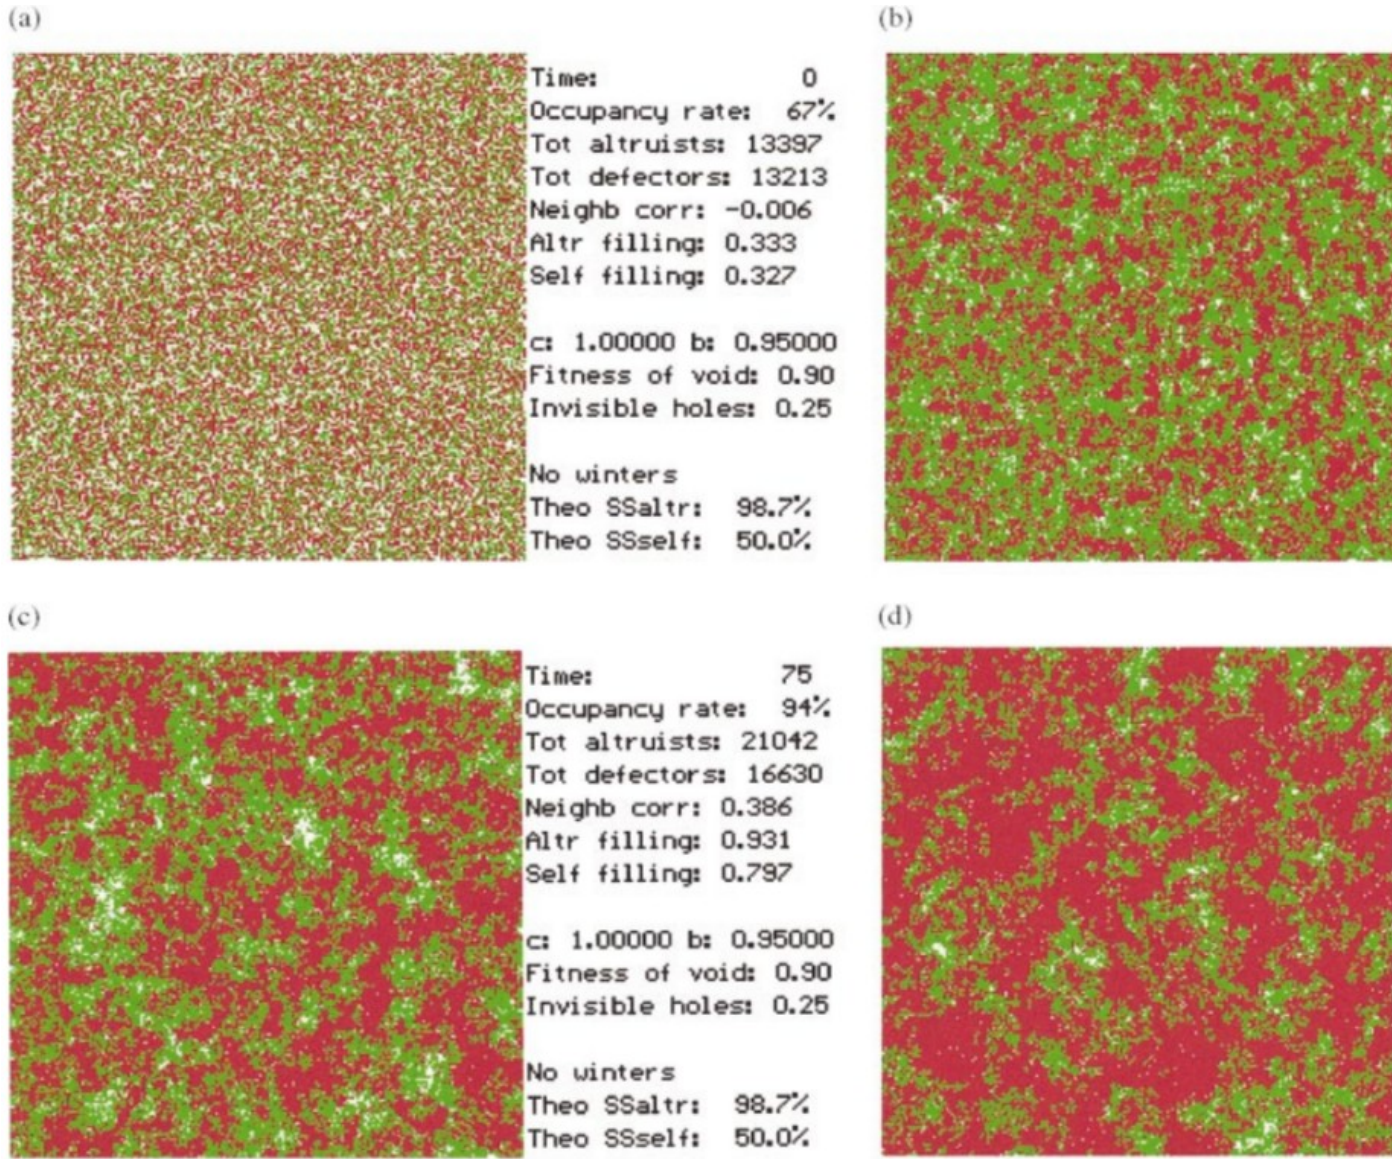 (a)
(b)
Time: 0
Occupancy rate: 67%
Tot altruists: 13397
Tot defectors: 13213
Neighb corr: -0.006
Altr filling: 0.333
Self filling: 0.327
c: 1.00000 b: 0.95000
Fitness of void: 0.90
Invisible holes: 0.25
No winters
Theo SSaltr: 98.7%
Theo SSself: 50.0%
(c)
(d)
Time: 75
Occupancy rate: 94%
Tot altruists: 21042
Tot defectors: 16630
Neighb corr: 0.386
Altr filling: 0.931
Self filling: 0.797
c: 1.00000 b: 0.95000
Fitness of void: 0.90
Invisible holes: 0.25
No winters
Theo SSaltr: 98.7%
Theo SSself: 50.0%